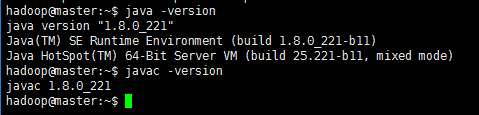 hadoop@master:~$ java -version
java version "1.8.0_221"
Java(TM) SE Runtime Environment (build 1.8.0_221-b11)
Java HotSpot(TM) 64-Bit Server VM (build 25.221-b11, mixed mode)
hadoop@master:~$ javac -version
javac 1.8.0_221
hadoop@master:~$